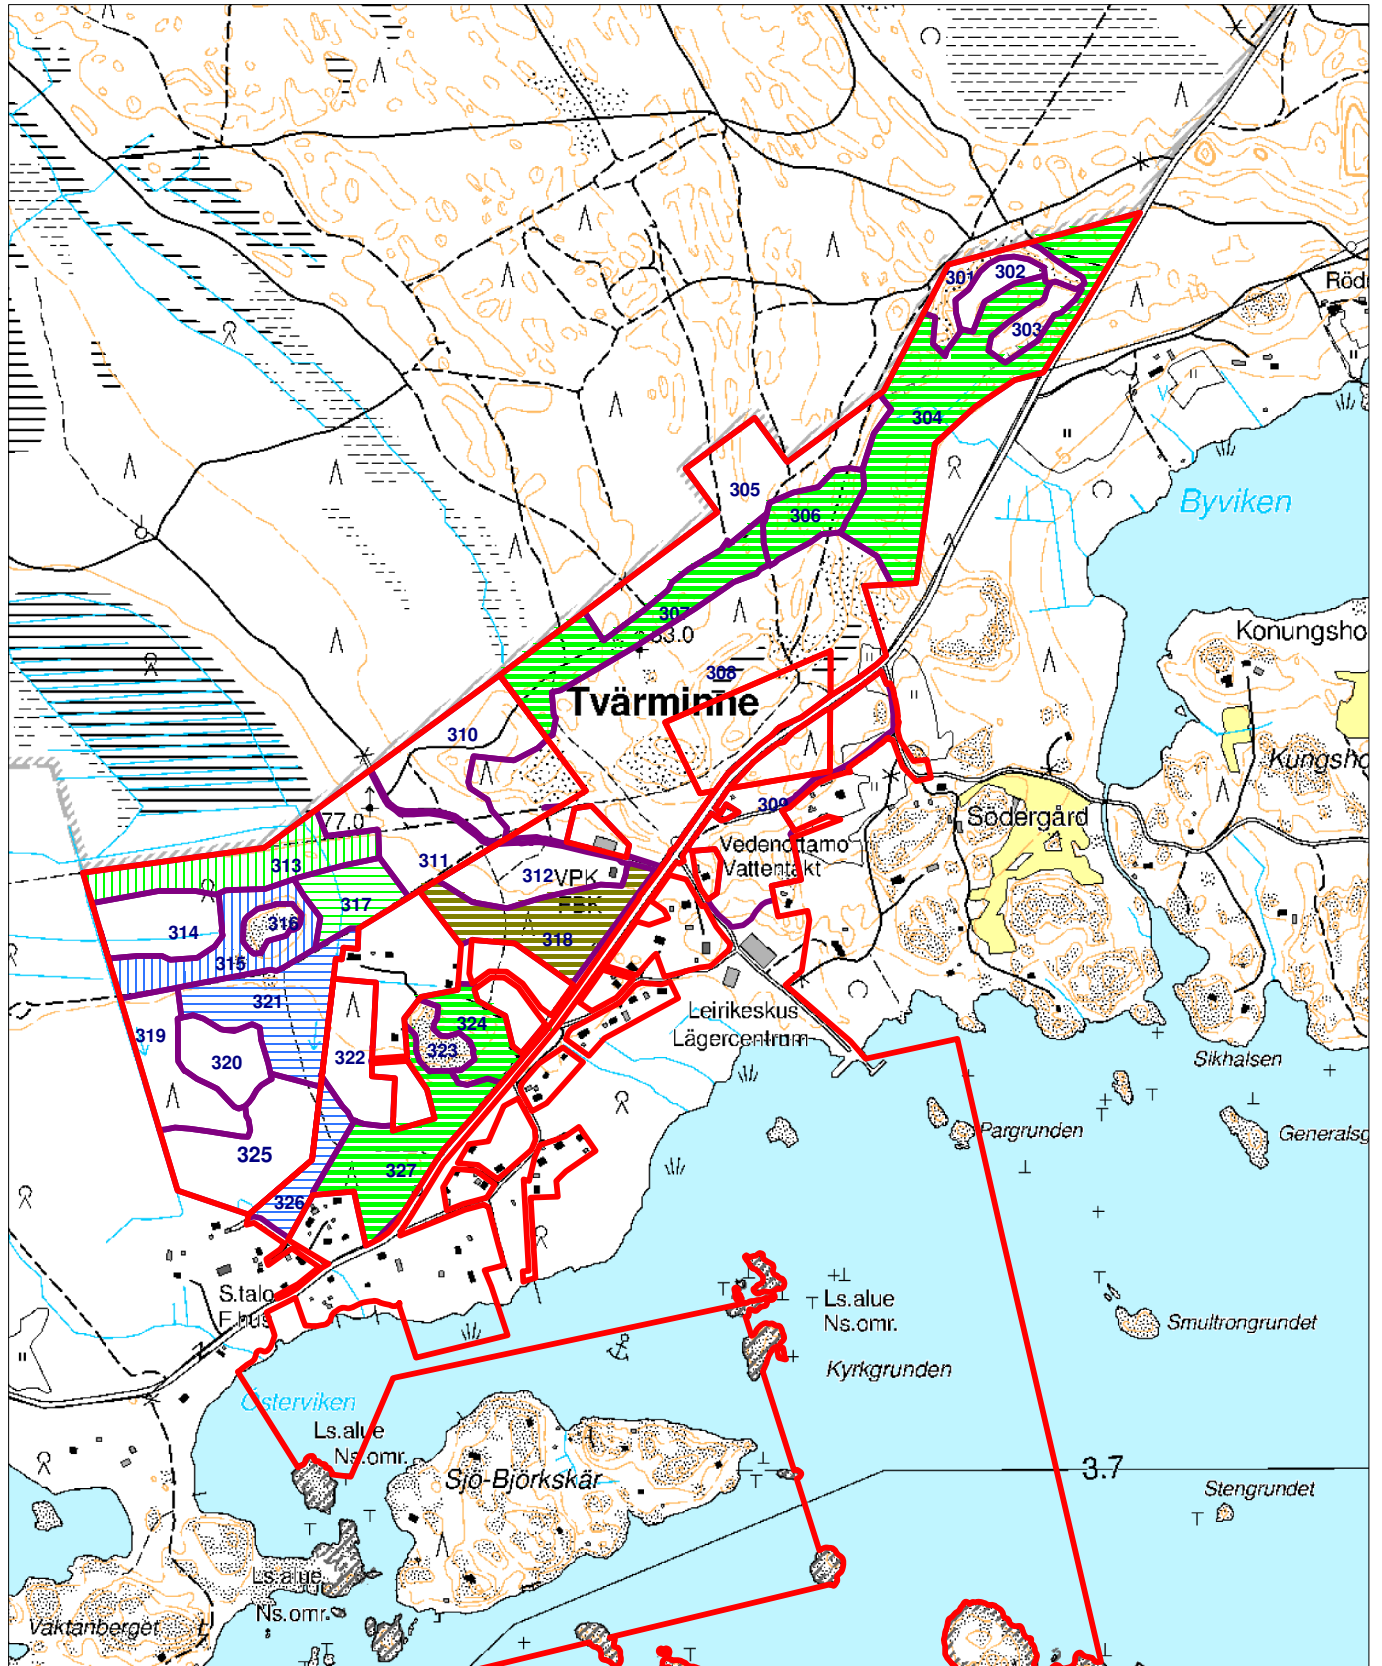 301
302
Röd
303
304
305
Byviken
306
307
33.0
Konungsho
308
Tvärminne
310
Kungsho
309
77.0
Södergård
Vedenottamo
Vattentäkt
313
311
312
VPK
FBK
317
316
314
318
315
321
Leirikeskus
Lägercentrum
319
324
322
323
320
Sikhalsen
Pargrunden
Generalsg
325
327
326
S.talo
F.hus
Ls.alue
Ns.omr.
Smultrongrundet
Kyrkgrunden
Österviken
Ls.alue
Ns.omr.
Sjö-Björkskär
3.7
Stengrundet
Ls.alue
Ns.omr.
Vaktanberget